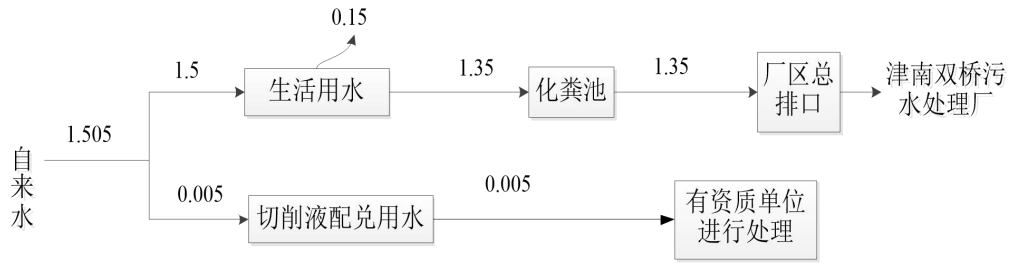 0.15
1.5
生活用水
1.35
化粪池
1.35
厂区总
排口
津南双桥污
水处理厂
自来水
1.505
0.005
切削液配兑用水
0.005
有资质单位
进行处理